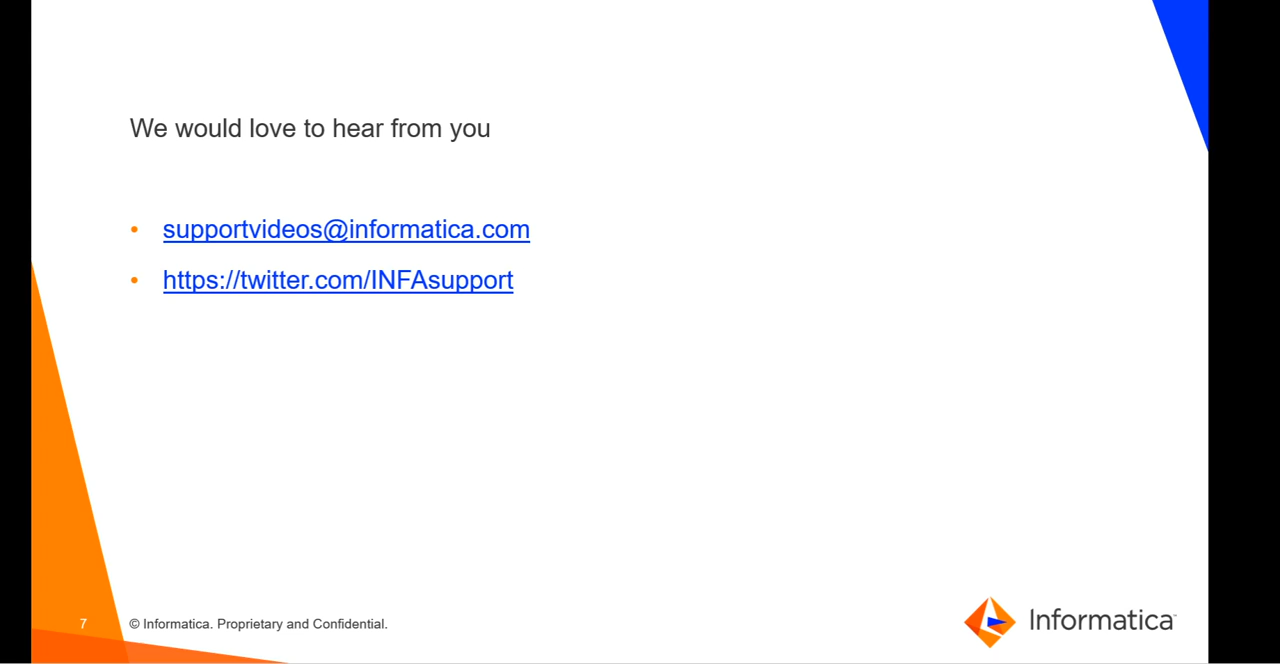 We would love to hear from you
• supportvideos@informatica.com
• https://twitter.com/INFAsupport
7 © Informatica. Proprietary and Confidential.
Informatica™